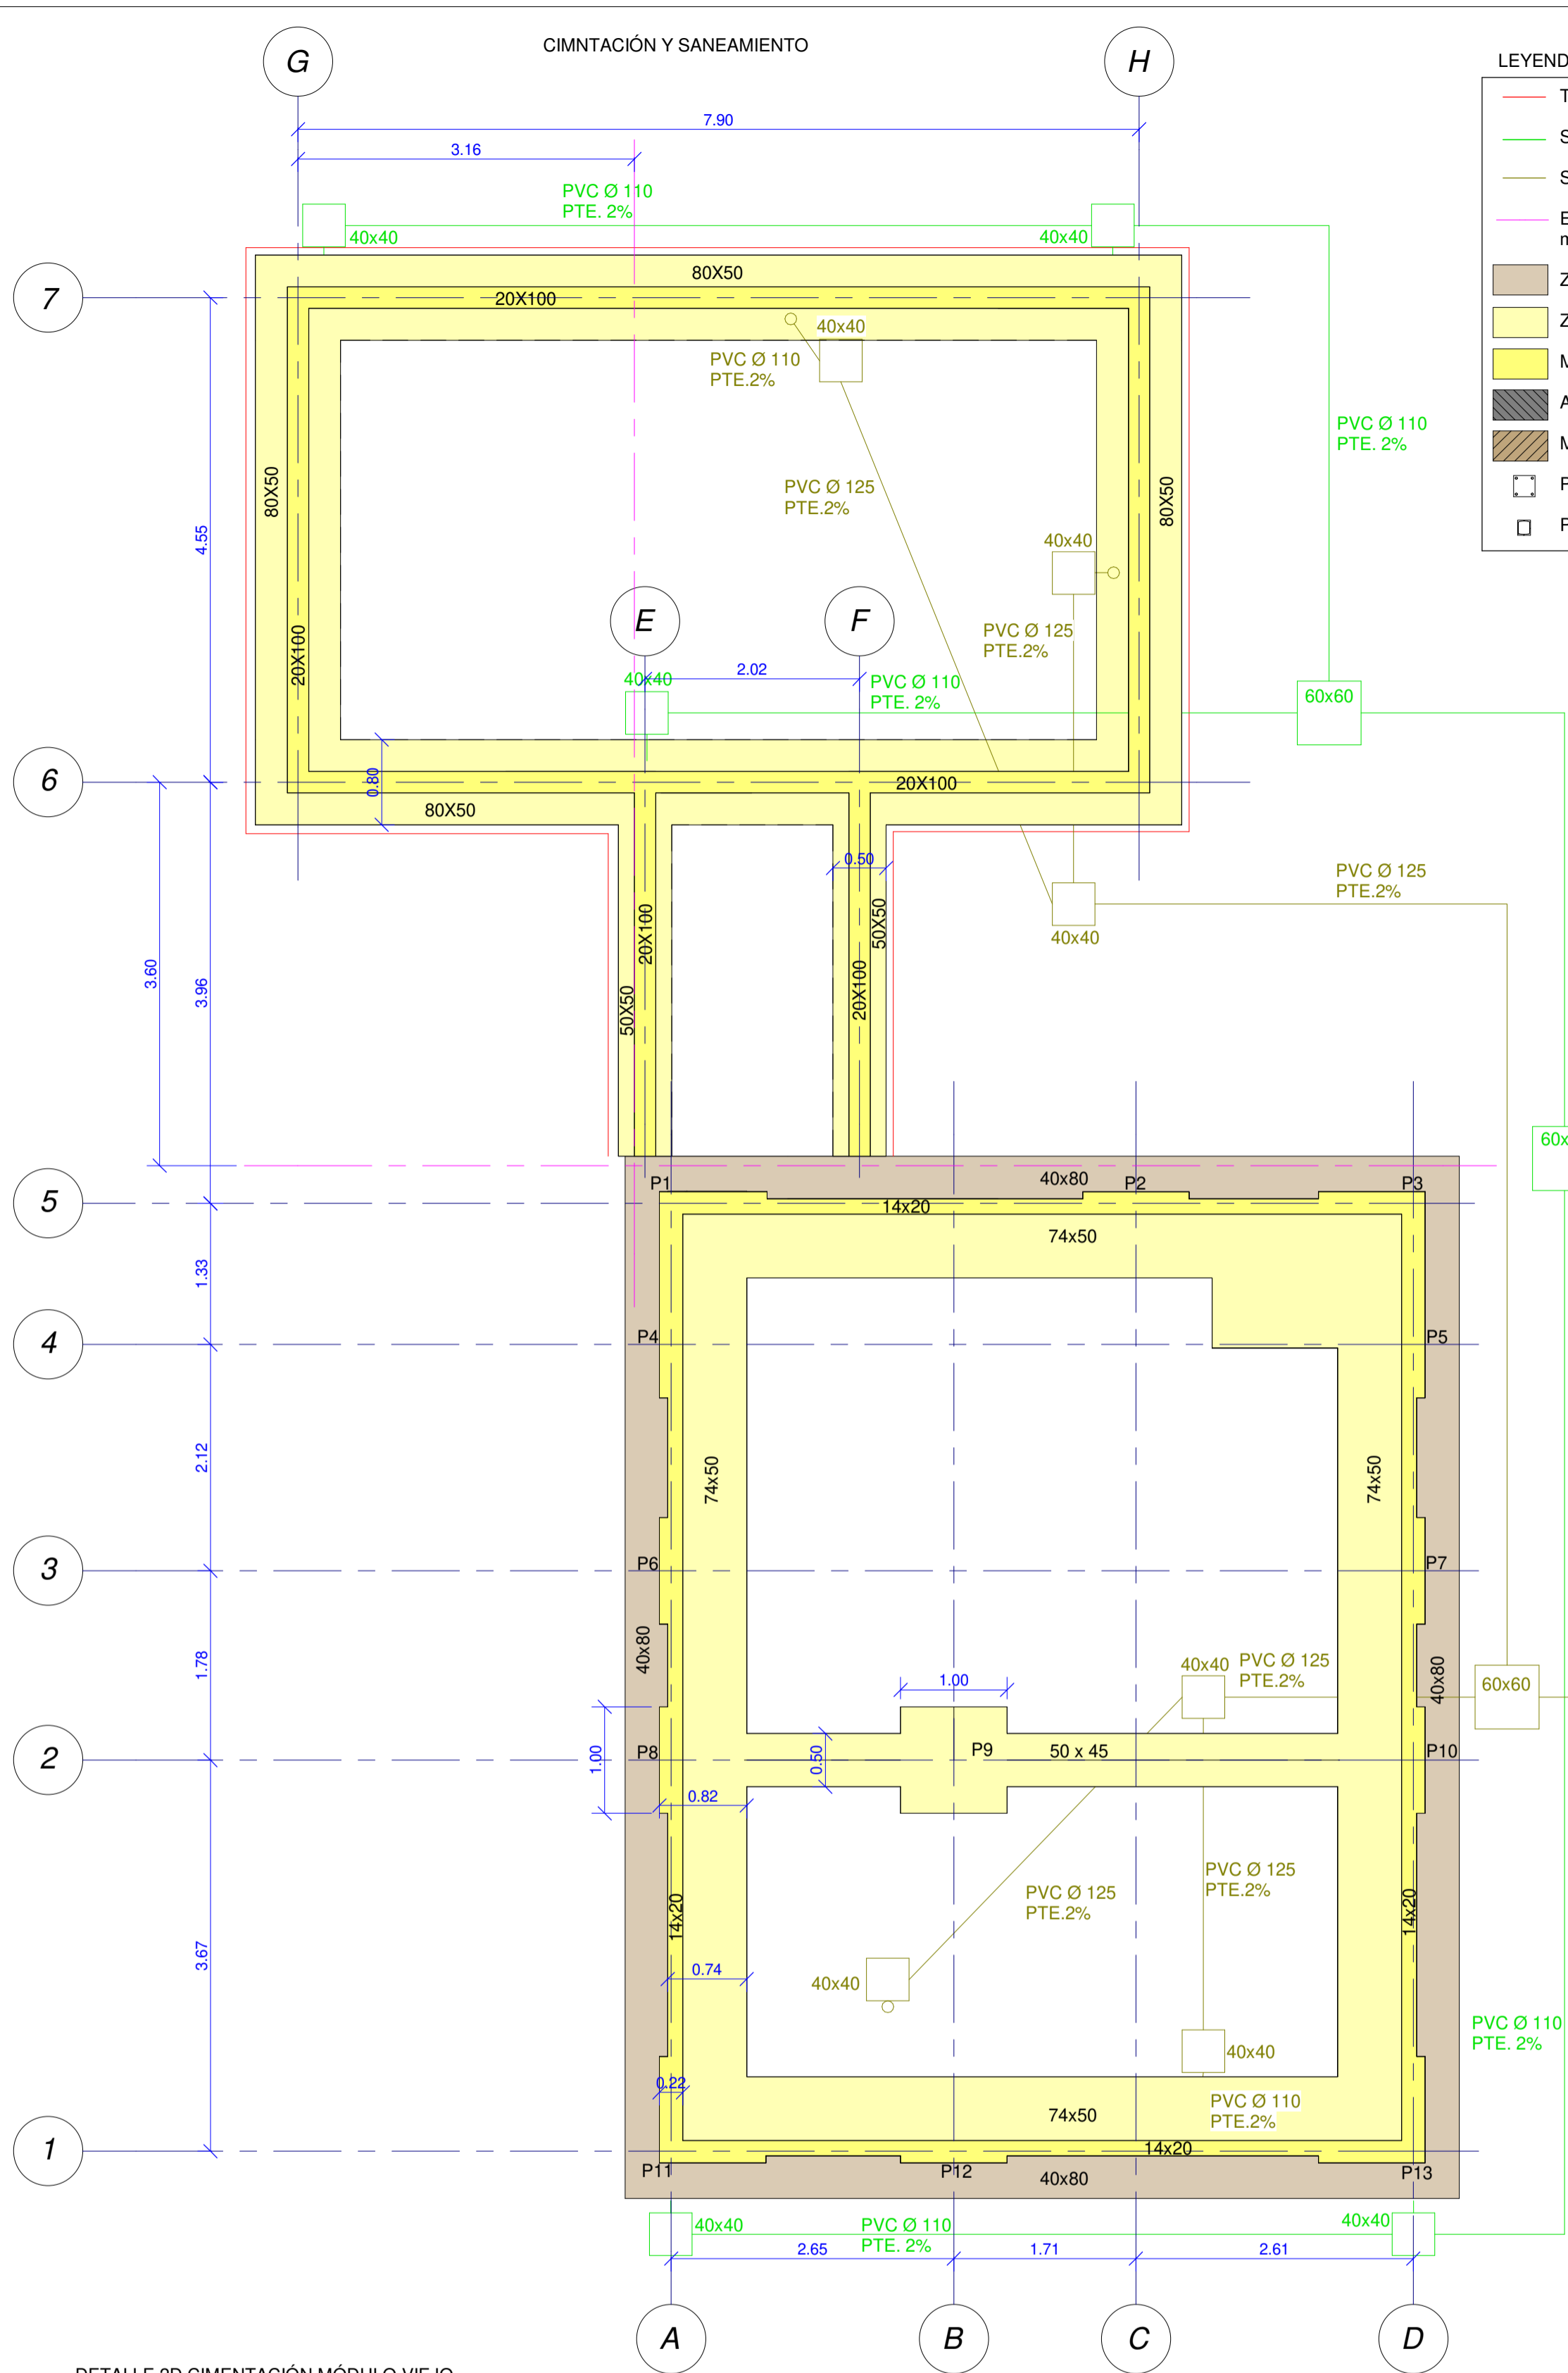 CIMNTACIÓN Y SANEAMIENTO
G
H
LEYEND
7.90
T
3.16
S
PVC Ø 110
PTE. 2%
S
40x40
40x40
E
80X50
Z
7
20X100
Z
40x40
PVC Ø 110
PTE.2%
M
A
PVC Ø 110
PTE. 2%
M
PVC Ø 125
PTE.2%
P
80X50
80X50
P
4.55
40x40
E
F
PVC Ø 125
PTE.2%
20X100
2.02
40x40
PVC Ø 110
PTE. 2%
60x60
6
0.80
20X100
80X50
0.50
PVC Ø 125
PTE.2%
20X100
50X50
40x40
3.60
3.96
50X50
20X100
60x
P1
40x80
P2
P3
5
14x20
74x50
1.33
4
P4
P5
2.12
74x50
74x50
3
P6
P7
1.78
40x80
40x40
PVC Ø 125
PTE.2%
40x80
60x60
1.00
2
1.00
P8
0.50
P9
50 x 45
P10
0.82
PVC Ø 125
PTE.2%
PVC Ø 125
PTE.2%
14x20
14x20
3.67
0.74
40x40
PVC Ø 110
PTE. 2%
40x40
0.22
74x50
PVC Ø 110
PTE.2%
1
14x20
P11
P12
40x80
P13
40x40
PVC Ø 110
PTE. 2%
40x40
2.65
1.71
2.61
A
B
C
D
DETALLE 2D CIMENTACIÓN MÓDULO VIEJO